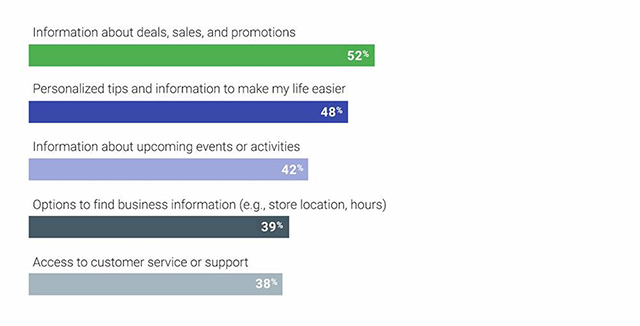 Information about deals, sales, and promotions
52%
Personalized tips and information to make my life easier
48%
Information about upcoming events or activities
42%
Options to find business information (e.g., store location, hours)
39%
Access to customer service or support
38%